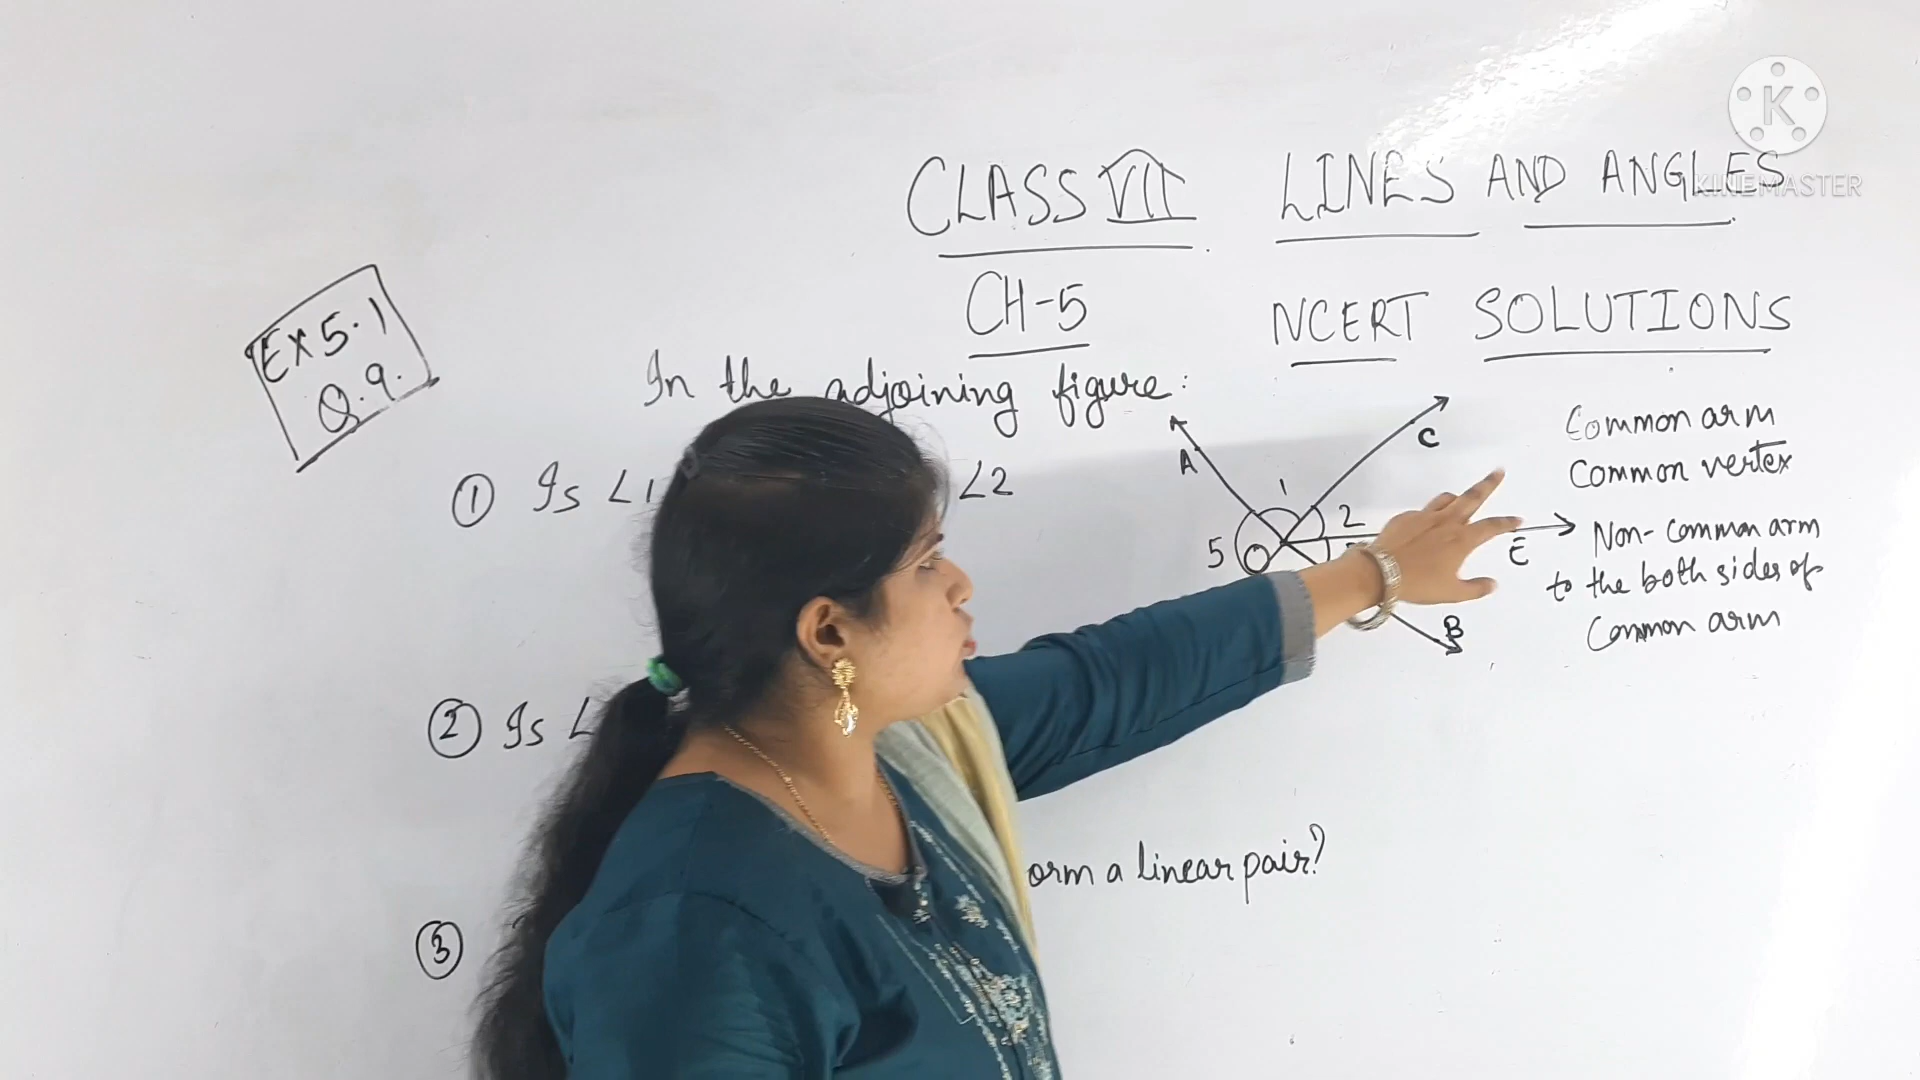 K
KINEMASTER
CLASS VII LINES AND ANGLES
CH-5 NCERT SOLUTIONS
Ex 5.1
Q.9.
In the adjoining figure:
① Is ∠1 ∠2
A
C
1
2
5
O
E
B
Common arm
Common vertex
Non-common arm
to the both sides of
Common arm
② Is ∠
orm a linear pair?
③